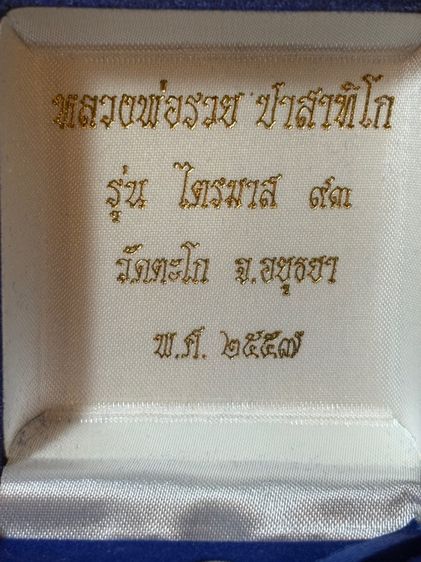 หลวงพ่อรวย ปาสาทิโก
รุ่น ไตรมาส ๙๓
วัดตะโก จ.อยุธยา
พ.ศ. ๒๕๕๗